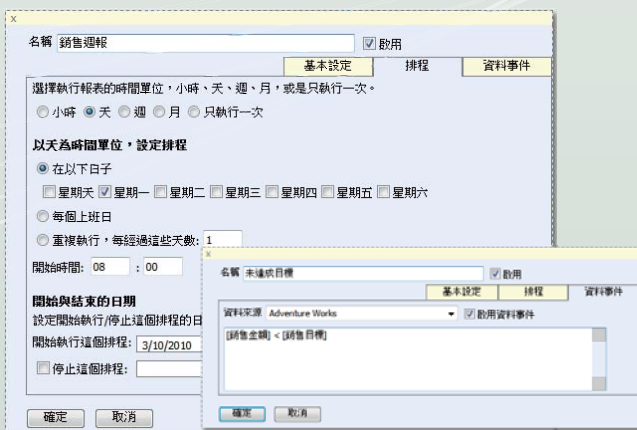 x
名稱 銷售週報 啟用
基本設定 排程 資料事件
選擇執行報表的時間單位，小時、天、週、月，或是只執行一次。
小時 天 週 月 只執行一次
以天為時間單位，設定排程
在以下日子
星期天 星期一 星期二 星期三 星期四 星期五 星期六
每個上班日
重複執行，每經過這些天數: 1
開始時間: 08 : 00
開始與結束的日期
設定開始執行/停止這個排程的日
開始執行這個排程: 3/10/2010
停止這個排程:
確定 取消
x
名稱 未達成目標 啟用
基本設定 排程 資料事件
資料來源 Adventure Works 啟用資料事件
[銷售金額] < [銷售目標]
確定 取消